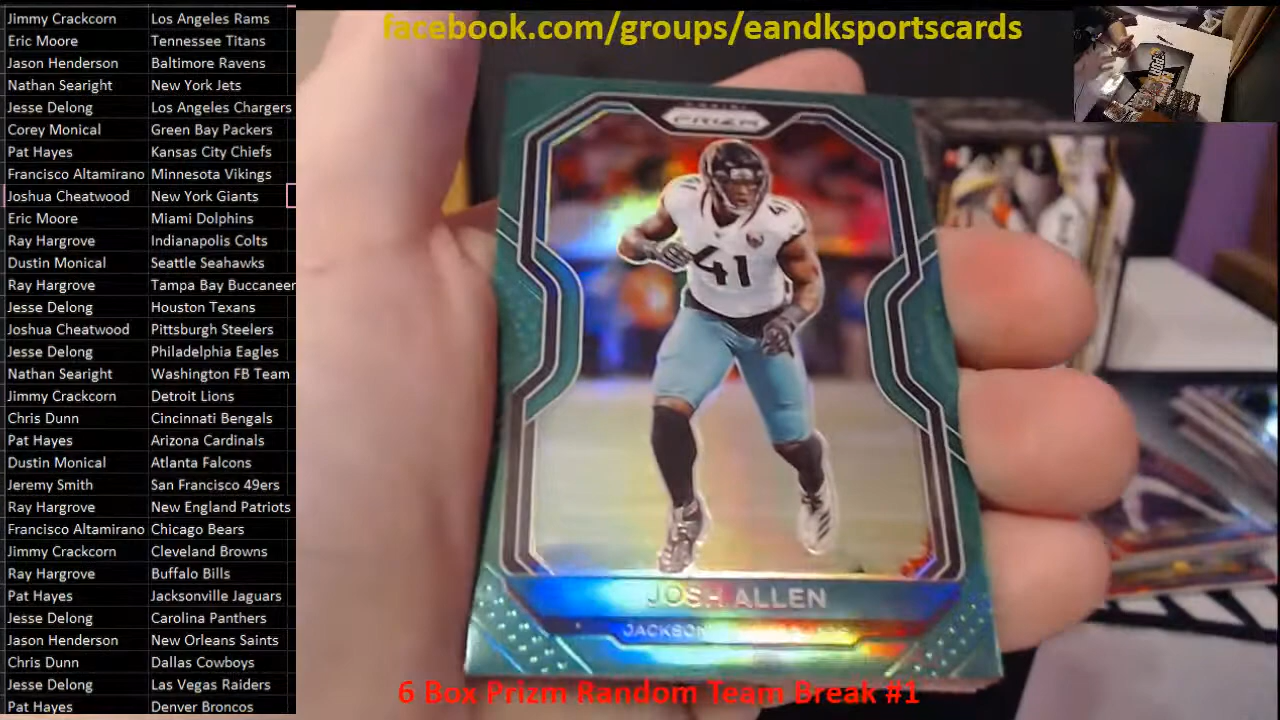 facebook.com/groups/eandksportscards
Jimmy Crackcorn Los Angeles Rams
Eric Moore Tennessee Titans
Jason Henderson Baltimore Ravens
Nathan Searight New York Jets
Jesse Delong Los Angeles Chargers
Corey Monical Green Bay Packers
Pat Hayes Kansas City Chiefs
Francisco Altamirano Minnesota Vikings
Joshua Cheatwood New York Giants
Eric Moore Miami Dolphins
Ray Hargrove Indianapolis Colts
Dustin Monical Seattle Seahawks
Ray Hargrove Tampa Bay Buccaneer
Jesse Delong Houston Texans
Joshua Cheatwood Pittsburgh Steelers
Jesse Delong Philadelphia Eagles
Nathan Searight Washington FB Team
Jimmy Crackcorn Detroit Lions
Chris Dunn Cincinnati Bengals
Pat Hayes Arizona Cardinals
Dustin Monical Atlanta Falcons
Jeremy Smith San Francisco 49ers
Ray Hargrove New England Patriots
Francisco Altamirano Chicago Bears
Jimmy Crackcorn Cleveland Browns
Ray Hargrove Buffalo Bills
Pat Hayes Jacksonville Jaguars
Jesse Delong Carolina Panthers
Jason Henderson New Orleans Saints
Chris Dunn Dallas Cowboys
Jesse Delong Las Vegas Raiders
Pat Hayes Denver Broncos
PANINI
PRIZM
41
41
41
JOSH ALLEN
6 Box Prizm Random Team Break #1